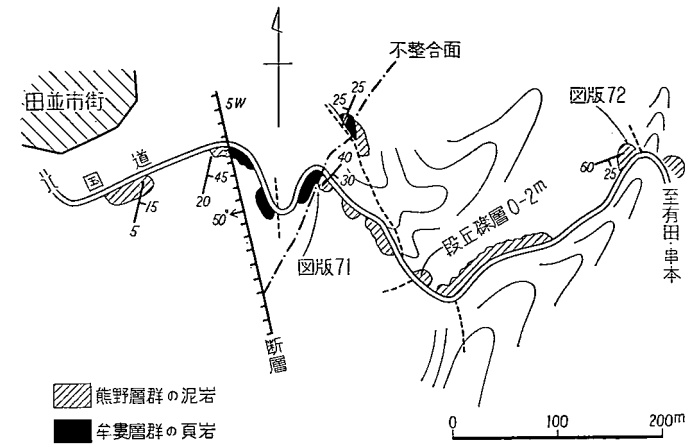 不整合面
田並市街
図版72
5W
25
25
40
30
60
25
北国道
45
20
15
5
50°
段丘礫層 0-2m
至有田・串本
図版71
断層
熊野層群の泥岩
牟婁層群の頁岩
0
100
200m